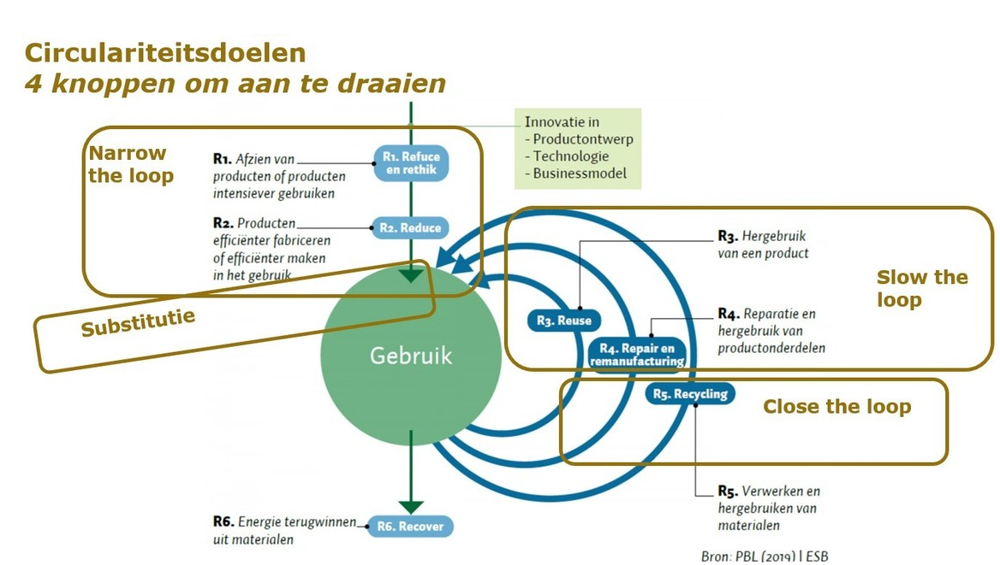 Circulariteitsdoelen
4 knoppen om aan te draaien
Narrow
the loop
R1. Afzien van
producten of producten
intensiever gebruiken
R1. Refuce
en rethik
Innovatie in
- Productontwerp
- Technologie
- Businessmodel
R2. Producten
efficiënter fabriceren
of efficiënter maken
in het gebruik
R2. Reduce
Substitutie
Gebruik
R3. Reuse
R3. Hergebruik
van een product
Slow the
loop
R4. Repair en
remanufacturing
R4. Reparatie en
hergebruik van
productonderdelen
R5. Recycling
Close the loop
R5. Verwerken en
hergebruiken van
materialen
R6. Energie terugwinnen
uit materialen
R6. Recover
Bron: PBL (2019) | ESB